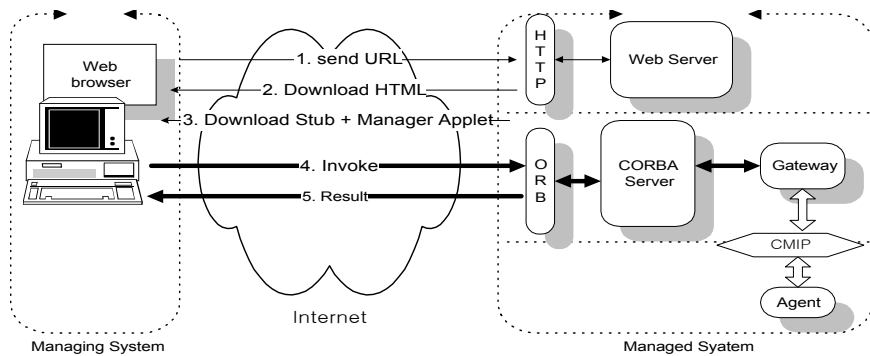 Web
browser
1. send URL
2. Download HTML
3. Download Stub + Manager Applet
4. Invoke
5. Result
Internet
Managing System
H
T
T
P
Web Server
O
R
B
CORBA
Server
Gateway
CMIP
Agent
Managed Syatem